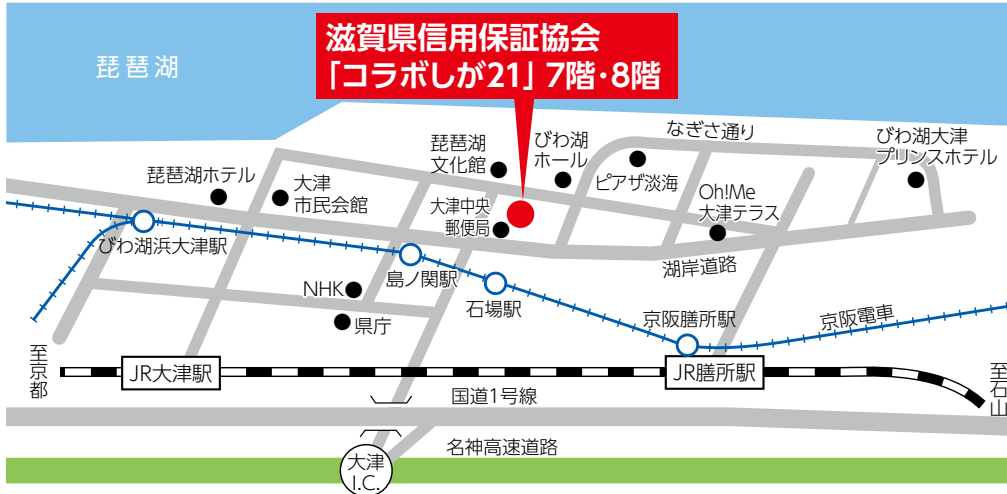 滋賀県信用保証協会
「コラボしが21」7階・8階
琵琶湖
なぎさ通り
琵琶湖
文化館
びわ湖
ホール
びわ湖大津
プリンスホテル
琵琶湖ホテル
大津
市民会館
ピアザ淡海
Oh!Me
大津テラス
大津中央
郵便局
びわ湖浜大津駅
島ノ関駅
湖岸道路
NHK
石場駅
県庁
京阪膳所駅
京阪電車
至京都
JR大津駅
JR膳所駅
至石山
国道1号線
名神高速道路
大津
I.C.